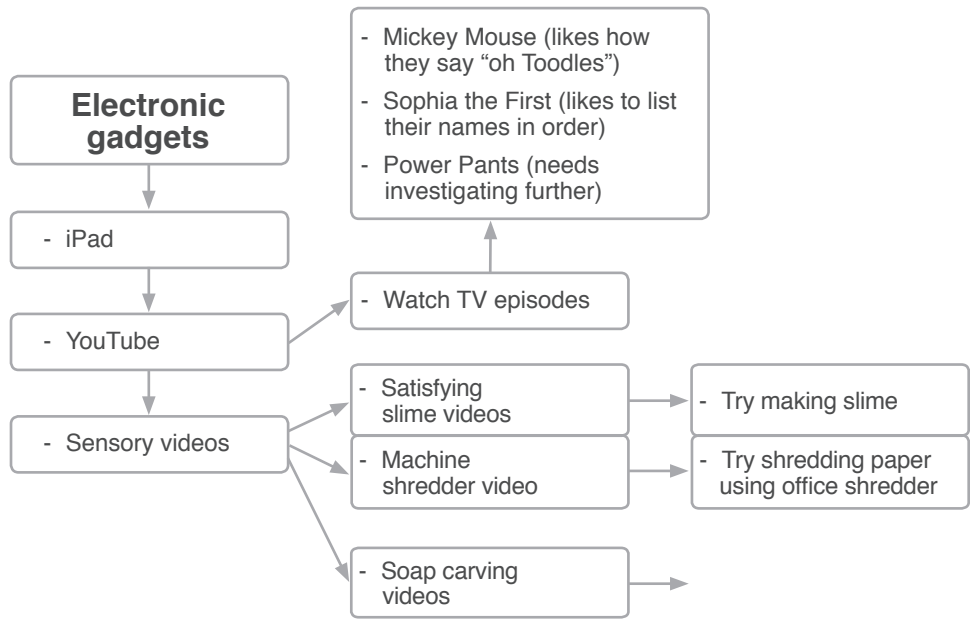 Electronic
gadgets
- iPad
- YouTube
- Sensory videos
- Mickey Mouse (likes how
they say “oh Toodles”)
- Sophia the First (likes to list
their names in order)
- Power Pants (needs
investigating further)
- Watch TV episodes
- Satisfying
slime videos
- Try making slime
- Machine
shredder video
- Try shredding paper
using office shredder
- Soap carving
videos